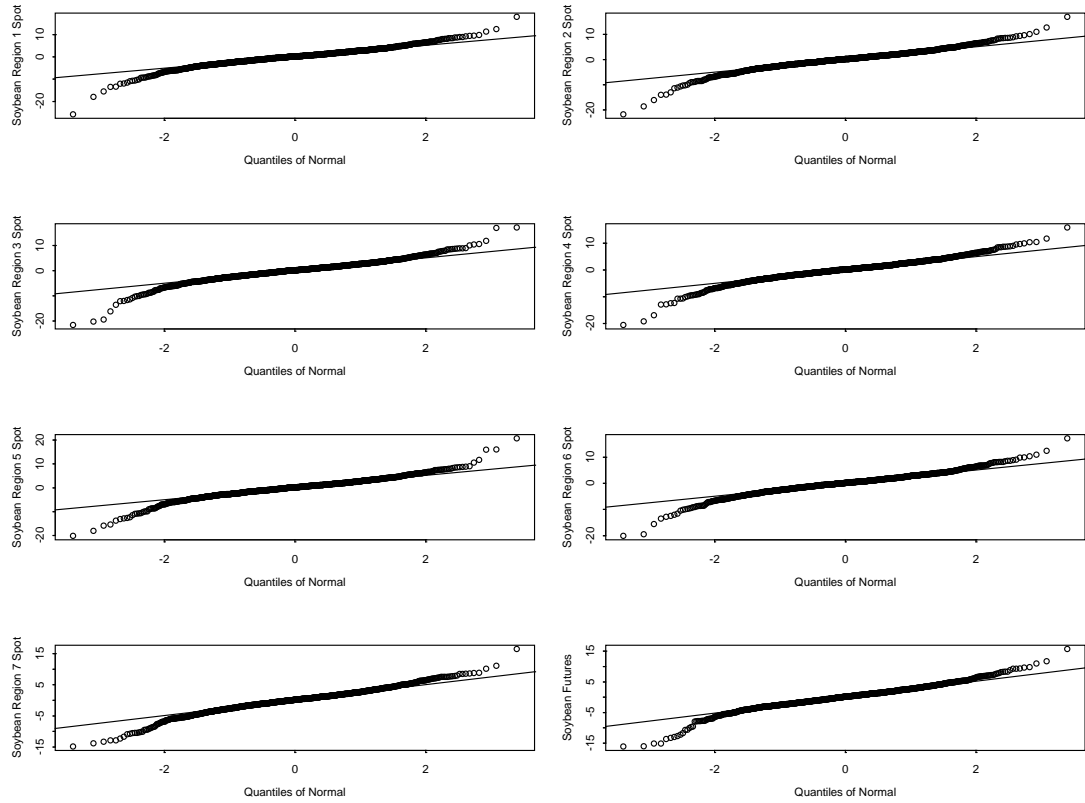 Soybean Region 1 Spot
-20 0 10
-2 0 2
Quantiles of Normal
Soybean Region 2 Spot
-20 0 10
-2 0 2
Quantiles of Normal
Soybean Region 3 Spot
-20 0 10
-2 0 2
Quantiles of Normal
Soybean Region 4 Spot
-20 0 10
-2 0 2
Quantiles of Normal
Soybean Region 5 Spot
-20 0 10 20
-2 0 2
Quantiles of Normal
Soybean Region 6 Spot
-20 0 10
-2 0 2
Quantiles of Normal
Soybean Region 7 Spot
-15 -5 5 15
-2 0 2
Quantiles of Normal
Soybean Futures
-15 -5 5 15
-2 0 2
Quantiles of Normal